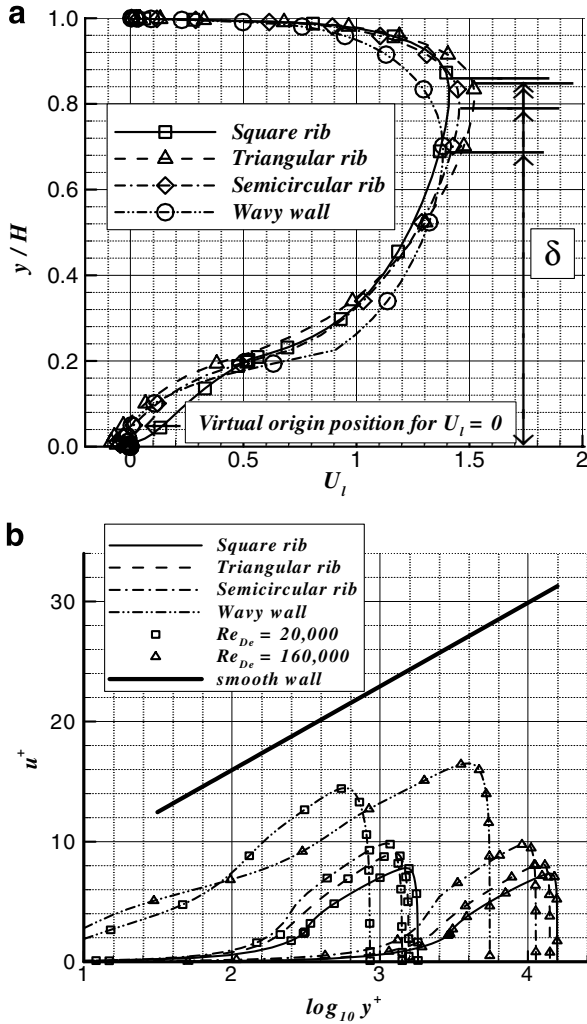 a
1.0
0.8
0.6
0.4
0.2
0.0
y / H
Square rib
Triangular rib
Semicircular rib
Wavy wall
δ
Virtual origin position for U_l = 0
0 0.5 1 1.5 2
U_l
b
Square rib
Triangular rib
Semicircular rib
Wavy wall
Re_De = 20,000
Re_De = 160,000
smooth wall
30
20
10
0
u^+
1 2 3 4
log_10 y^+